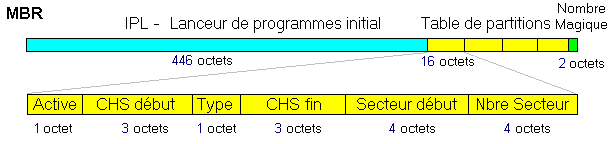 MBR
IPL - Lanceur de programmes initial
Table de partitions
Nombre
Magique
446 octets
16 octets
2 octets
Active
CHS début
Type
CHS fin
Secteur début
Nbre Secteur
1 octet
3 octets
1 octet
3 octets
4 octets
4 octets